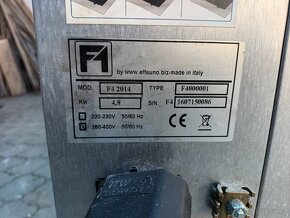 F1
by www.effeuno.biz-made in Italy
MOD. F4 2014 TYPE F4000001
Kw 4,8 S/N F4 1607150086
220-230V 50/60 Hz
380-400V 50/60 Hz
CE